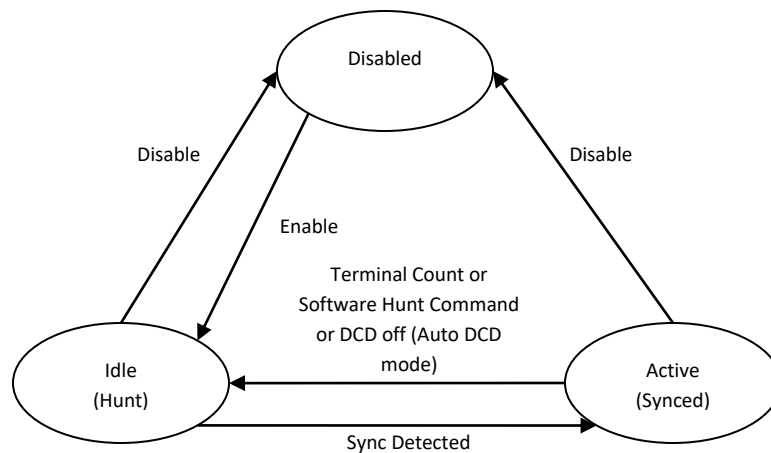 Disabled
Disable
Disable
Enable
Terminal Count or
Software Hunt Command
or DCD off (Auto DCD
mode)
Idle
(Hunt)
Active
(Synced)
Sync Detected